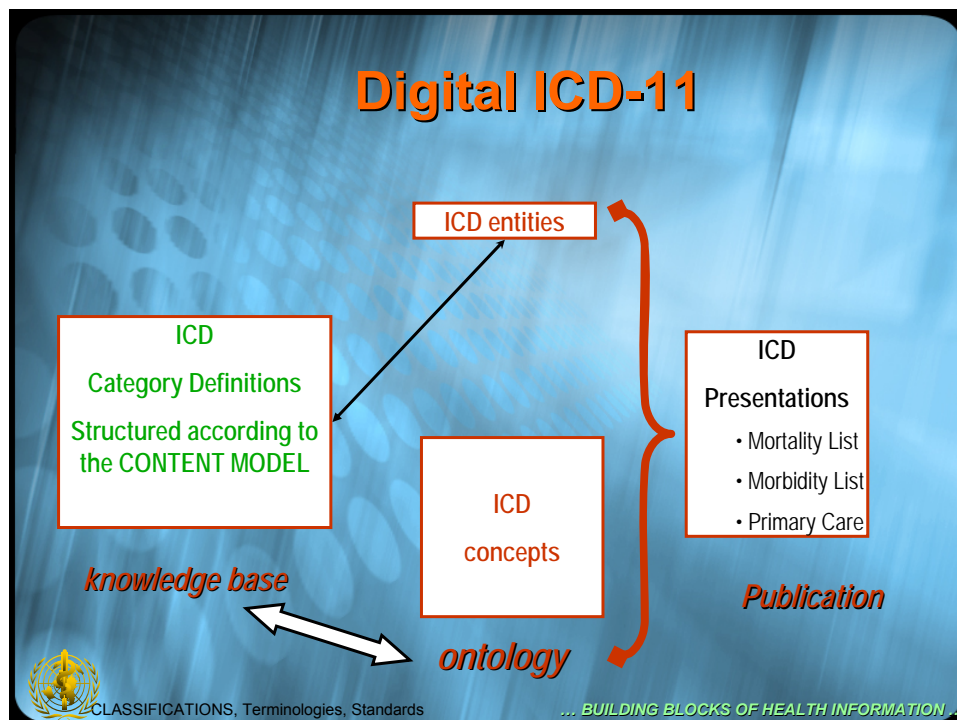 Digital ICD-11
ICD entities
ICD
Category Definitions
Structured according to
the CONTENT MODEL
ICD
concepts
ICD
Presentations
• Mortality List
• Morbidity List
• Primary Care
knowledge base
Publication
ontology
CLASSIFICATIONS, Terminologies, Standards
... BUILDING BLOCKS OF HEALTH INFORMATION ..